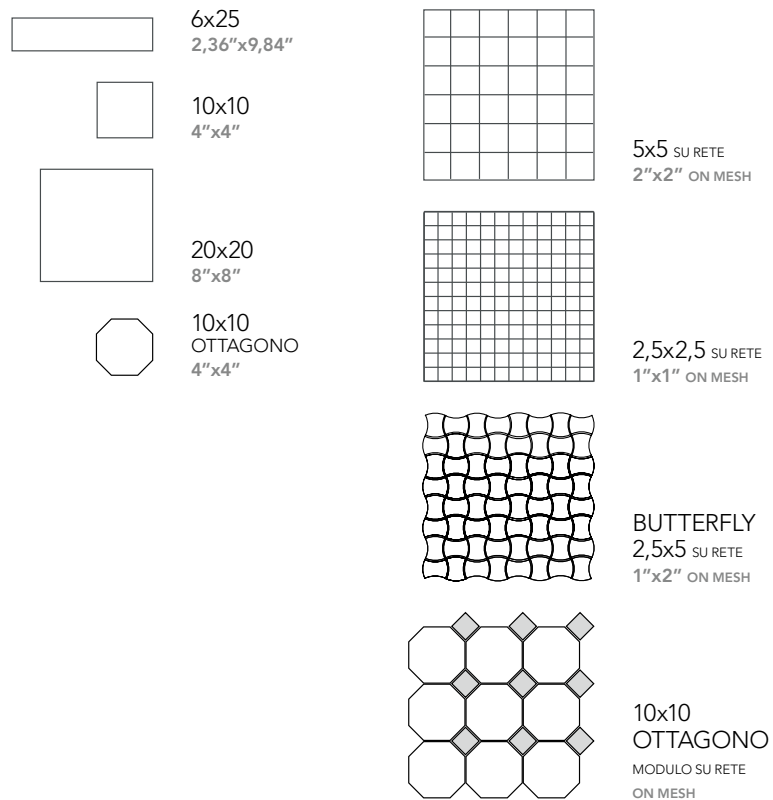 6x25
2,36”x9,84”
10x10
4”x4”
20x20
8”x8”
10x10
OTTAGONO
4”x4”
5x5 SU RETE
2”x2” ON MESH
2,5x2,5 SU RETE
1”x1” ON MESH
BUTTERFLY
2,5x5 SU RETE
1”x2” ON MESH
10x10
OTTAGONO
MODULO SU RETE
ON MESH